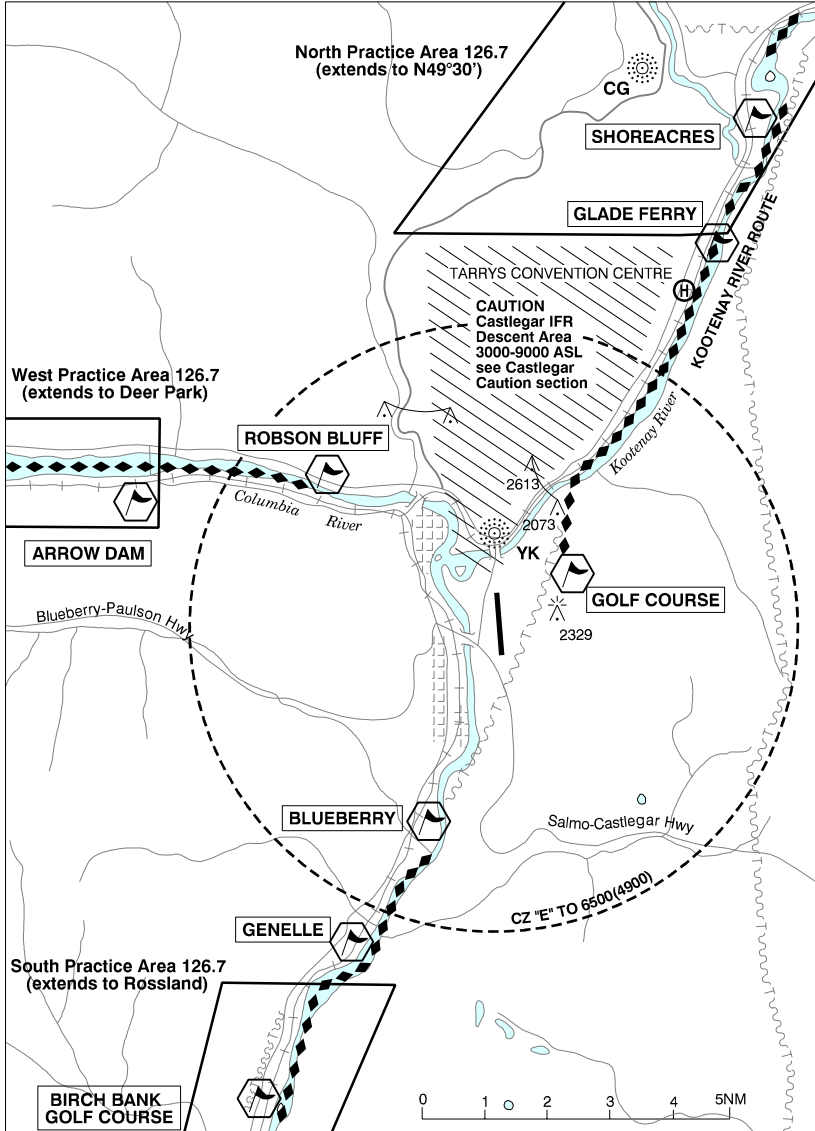 North Practice Area 126.7
(extends to N49°30')
CG
SHOREACRES
GLADE FERRY
KOOTENAY RIVER ROUTE
TARRYS CONVENTION CENTRE
H
CAUTION
Castlegar IFR
Descent Area
3000-9000 ASL
see Castlegar
Caution section
West Practice Area 126.7
(extends to Deer Park)
ROBSON BLUFF
Kootenay River
2613
Columbia
River
2073
YK
ARROW DAM
GOLF COURSE
Blueberry-Paulson Hwy
2329
BLUEBERRY
Salmo-Castlegar Hwy
CZ "E" TO 6500(4900)
GENELLE
South Practice Area 126.7
(extends to Rossland)
BIRCH BANK
GOLF COURSE
0 1 2 3 4 5NM